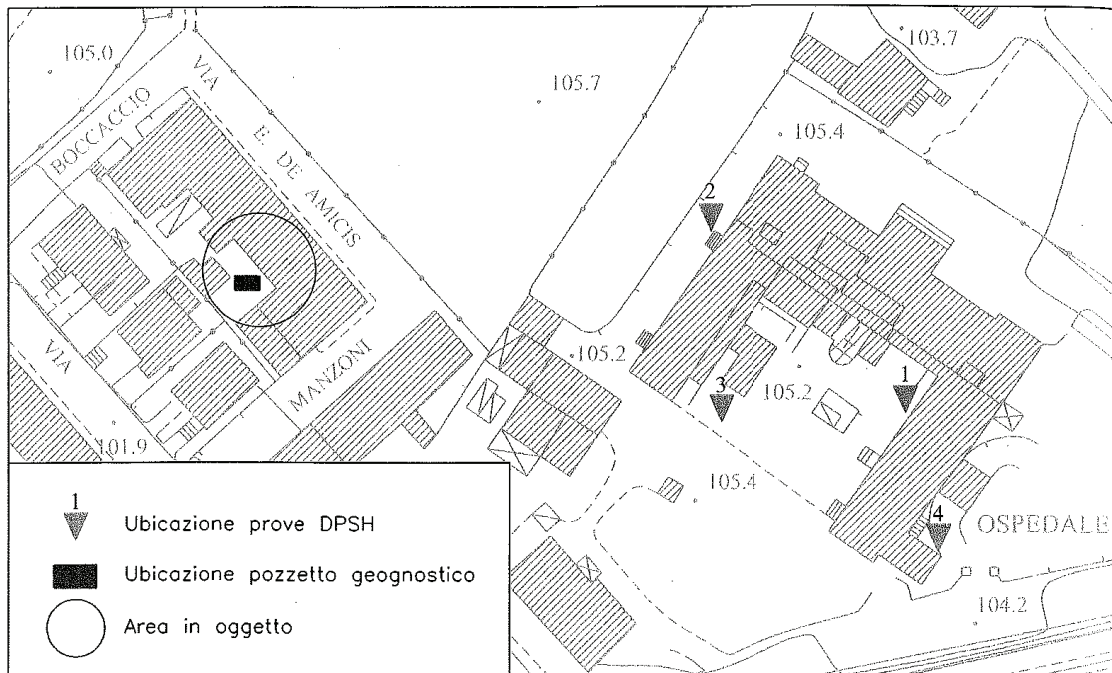 103.7
105.0
VIA E. DE AMICIS
105.7
BOCCACCIO
105.4
2
105.2
105.2
VIA
MANZONI
3
1
101.9
105.4
4
OSPEDALE
104.2
1
Ubicazione prove DPSH
Ubicazione pozzetto geognostico
Area in oggetto